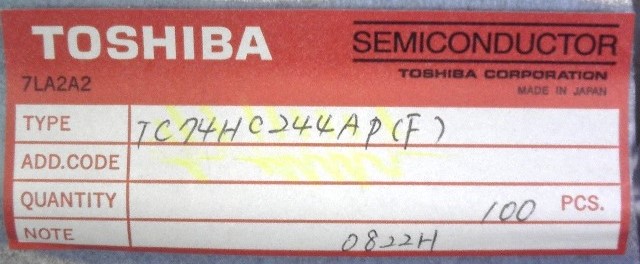 TOSHIBA SEMICONDUCTOR
TOSHIBA CORPORATION
7LA2A2 MADE IN JAPAN
TYPE TC74HC244AP(F)
ADD.CODE
QUANTITY 100 PCS.
NOTE 0822H